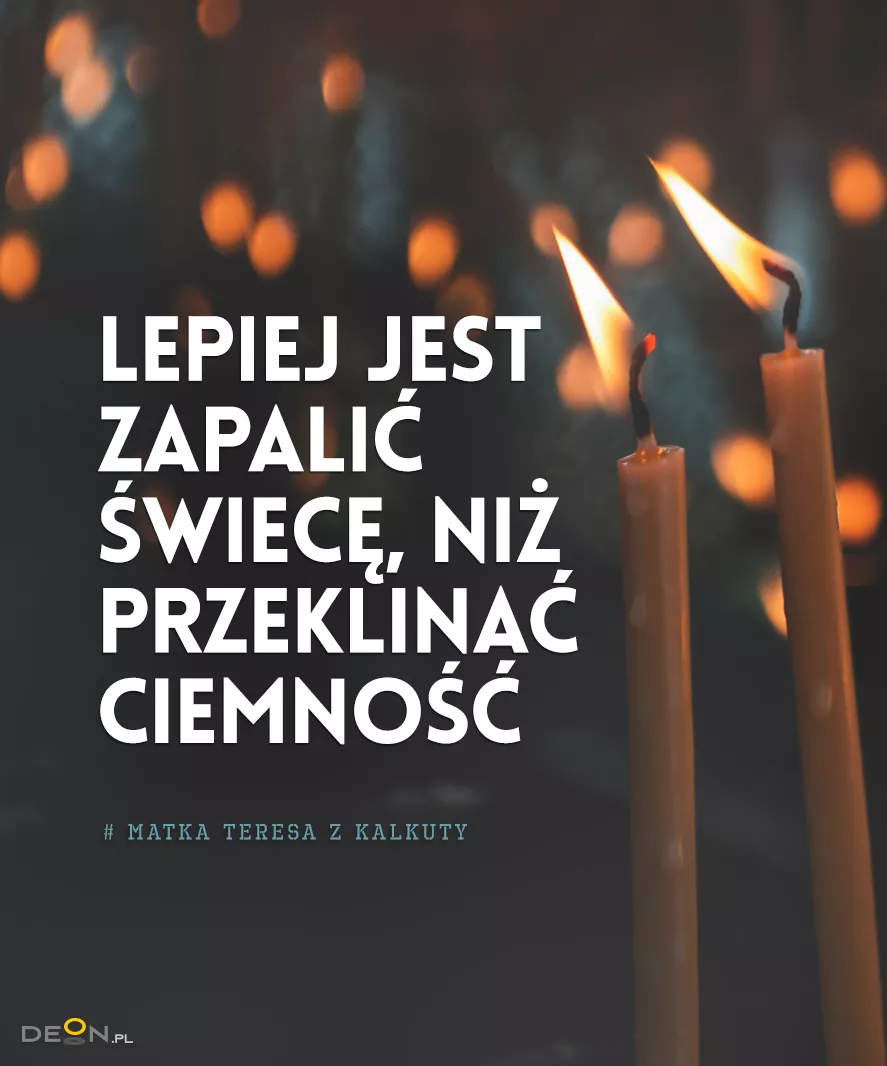 LEPIEJ JEST
ZAPALIĆ
ŚWIECĘ, NIŻ
PRZEKLINAĆ
CIEMNOŚĆ
# MATKA TERESA Z KALKUTY
DEON.PL